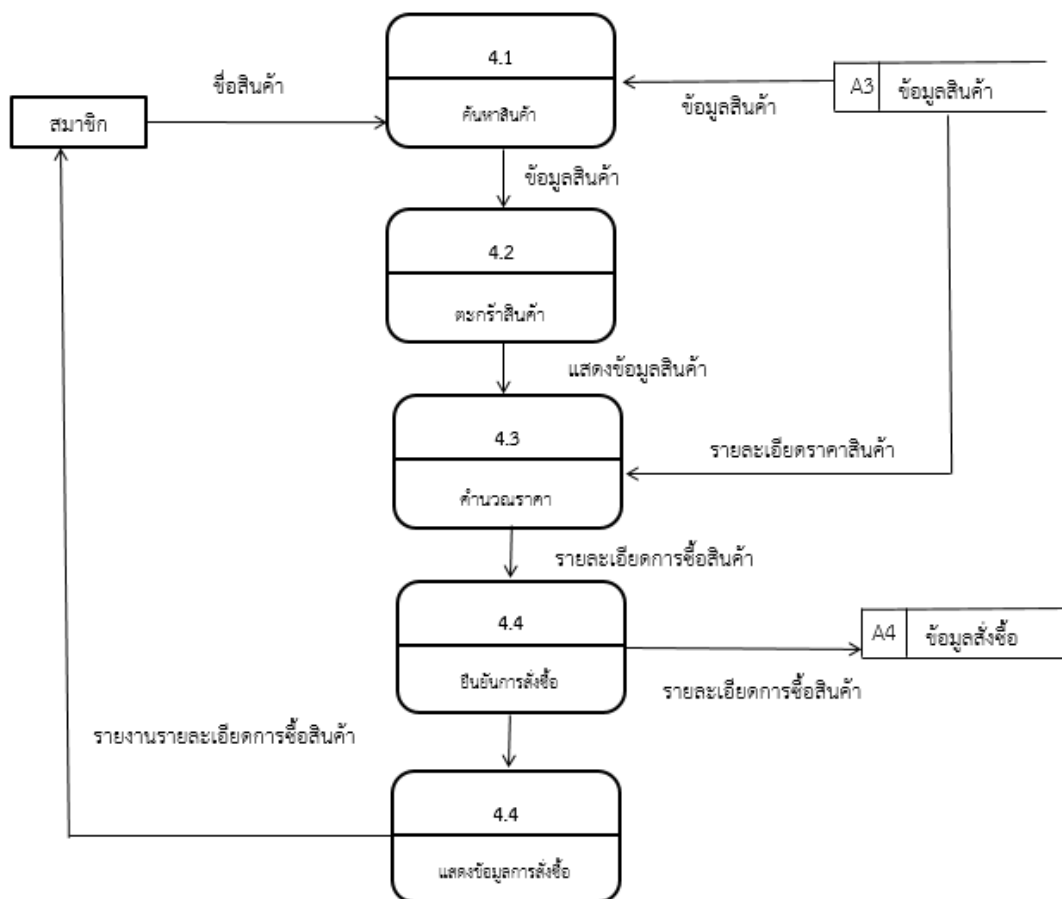 4.1
ค้นหาสินค้า
ชื่อสินค้า
สมาชิก
A3 ข้อมูลสินค้า
ข้อมูลสินค้า
ข้อมูลสินค้า
4.2
ตะกร้าสินค้า
แสดงข้อมูลสินค้า
4.3
คำนวณราคา
รายละเอียดราคาสินค้า
รายละเอียดการซื้อสินค้า
4.4
ยืนยันการสั่งซื้อ
A4 ข้อมูลสั่งซื้อ
รายละเอียดการซื้อสินค้า
รายงานรายละเอียดการซื้อสินค้า
4.4
แสดงข้อมูลการสั่งซื้อ